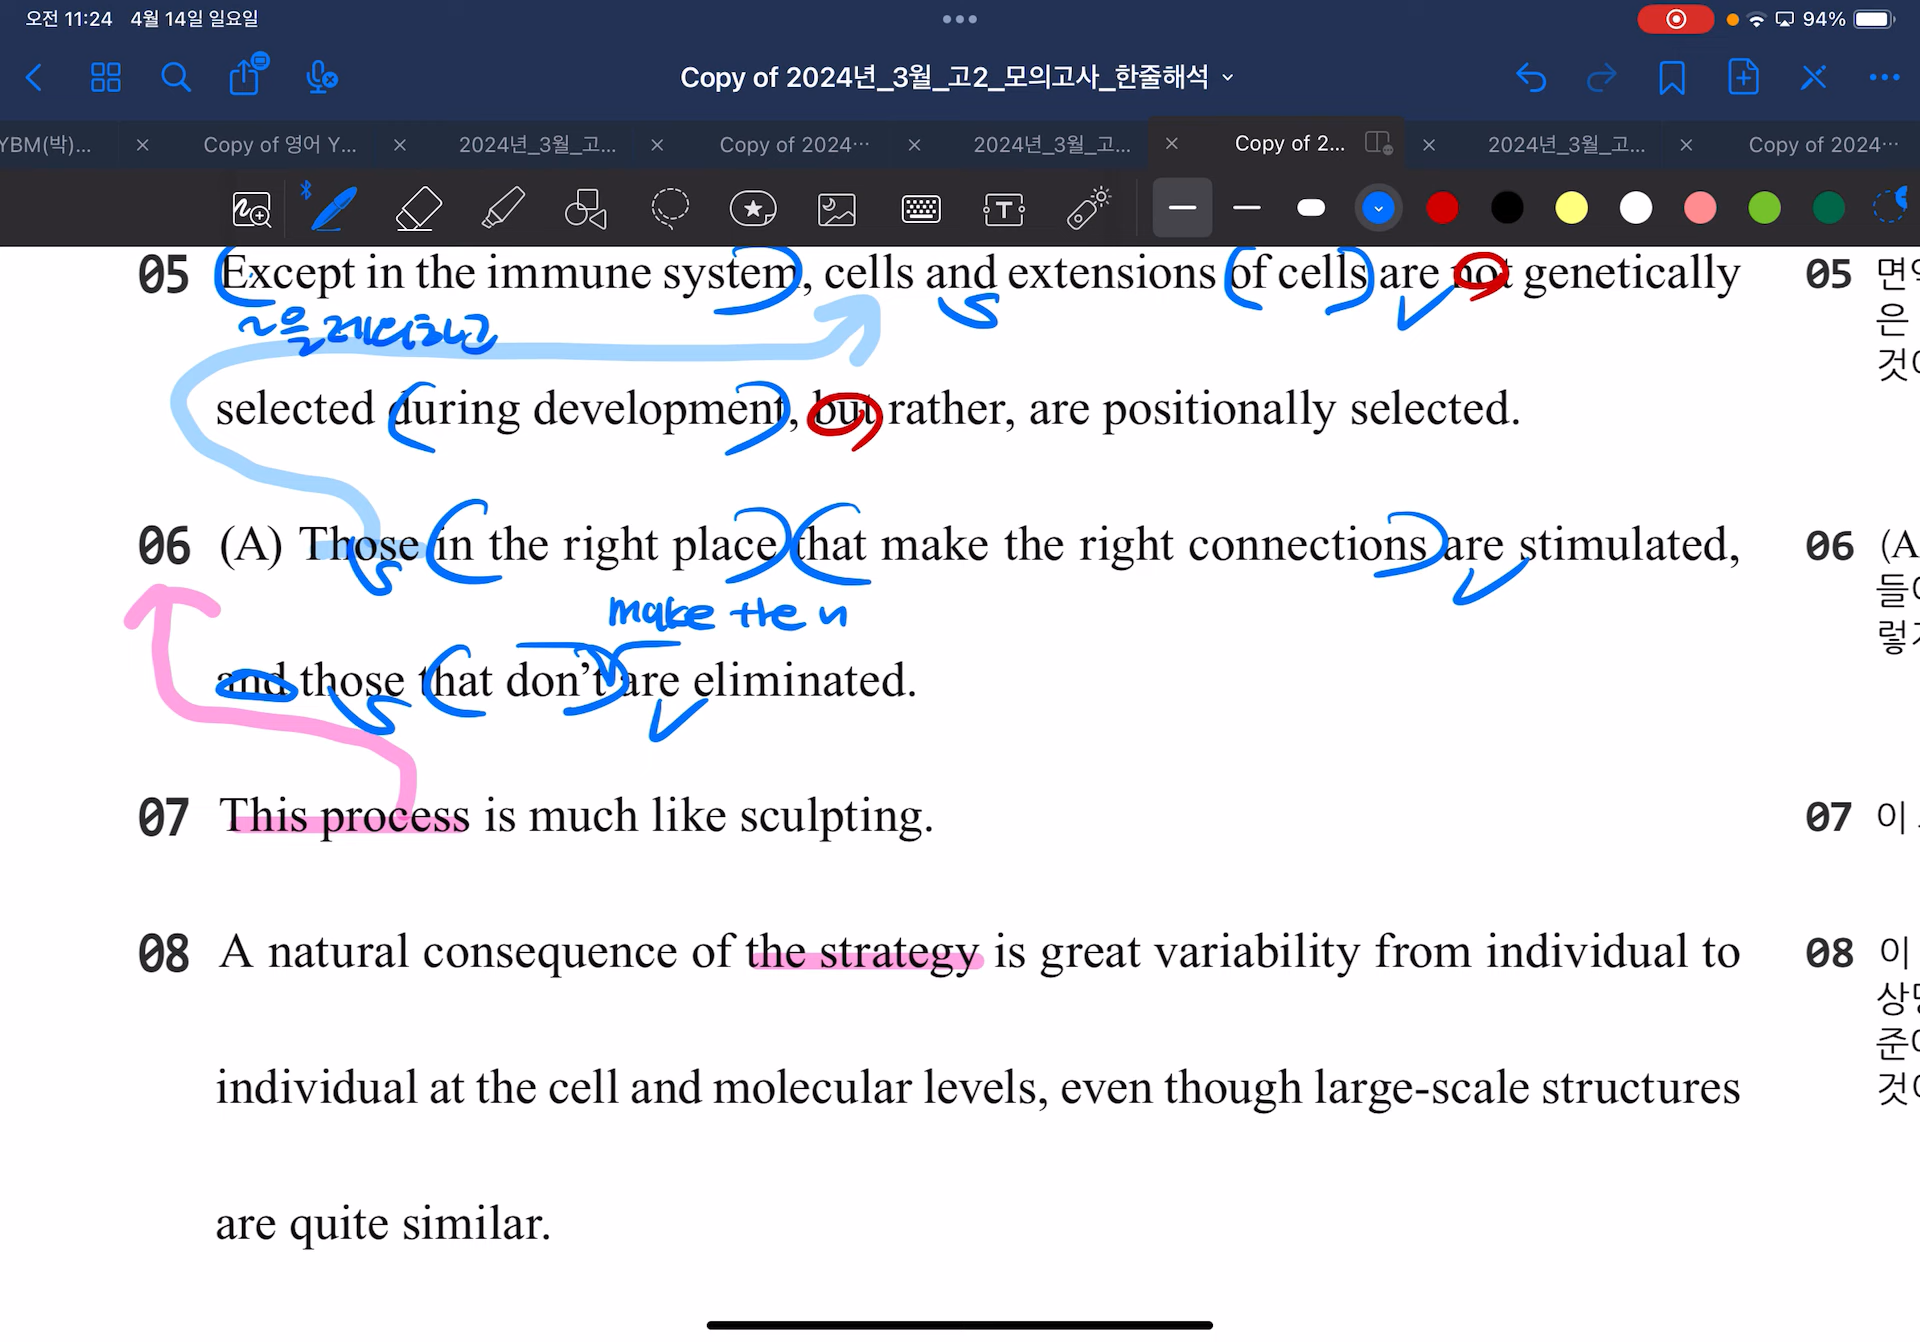 오전 11:24 4월 14일 일요일
94%
Copy of 2024년_3월_고2_모의고사_한줄해석
YBM(박)... Copy of 영어 Y... 2024년_3월_고... Copy of 2024··· 2024년_3월_고... Copy of 2... 2024년_3월_고... Copy of 2024···
05 Except in the immune system, cells and extensions of cells are not genetically
~을 제외하고
selected during development, but rather, are positionally selected.
06 (A) Those in the right place that make the right connections are stimulated,
make the n
and those that don't are eliminated.
07 This process is much like sculpting.
08 A natural consequence of the strategy is great variability from individual to
individual at the cell and molecular levels, even though large-scale structures
are quite similar.
05
은
06 (A
07 이
08 이